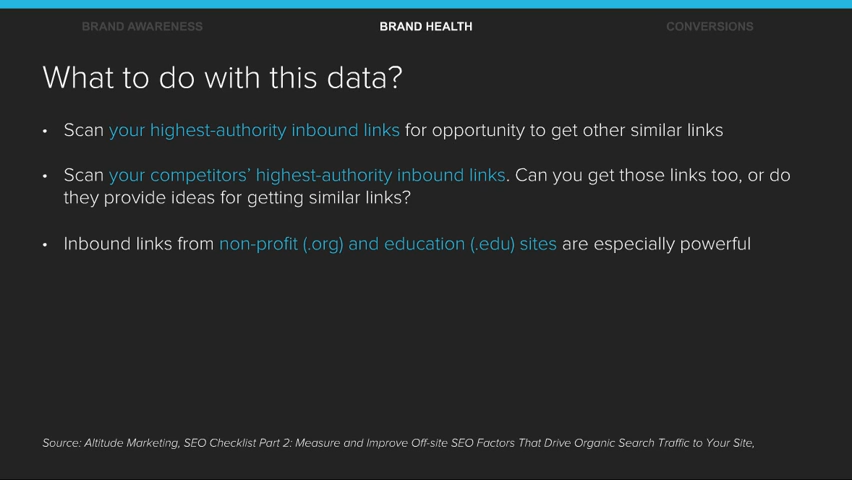 BRAND AWARENESS
BRAND HEALTH
CONVERSIONS
What to do with this data?
• Scan your highest-authority inbound links for opportunity to get other similar links
• Scan your competitors’ highest-authority inbound links. Can you get those links too, or do
they provide ideas for getting similar links?
• Inbound links from non-profit (.org) and education (.edu) sites are especially powerful
Source: Altitude Marketing, SEO Checklist Part 2: Measure and Improve Off-site SEO Factors That Drive Organic Search Traffic to Your Site,